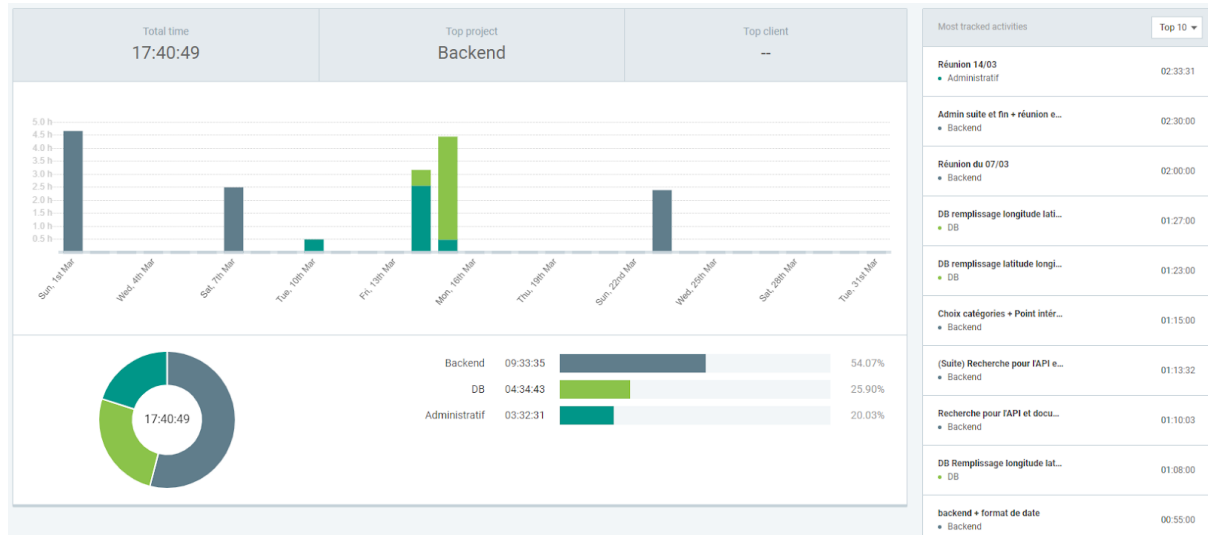 Total time
17:40:49
Top project
Backend
Top client
--
5.0 h
4.5 h
4.0 h
3.5 h
3.0 h
2.5 h
2.0 h
1.5 h
1.0 h
0.5 h
Sun, 1st Mar
Wed, 4th Mar
Sat, 7th Mar
Tue, 10th Mar
Fri, 13th Mar
Mon, 16th Mar
Thu, 19th Mar
Sun, 22nd Mar
Wed, 25th Mar
Sat, 28th Mar
Tue, 31st Mar
17:40:49
Backend 09:33:35 54.07%
DB 04:34:43 25.90%
Administratif 03:32:31 20.03%
Most tracked activities Top 10
Réunion 14/03
Administratif 02:33:31
Admin suite et fin + réunion e...
Backend 02:30:00
Réunion du 07/03
Backend 02:00:00
DB remplissage longitude lati...
DB 01:27:00
DB remplissage latitude longi...
DB 01:23:00
Choix catégories + Point intér...
Backend 01:15:00
(Suite) Recherche pour l'API e...
Backend 01:13:32
Recherche pour l'API et docu...
Backend 01:10:03
DB Remplissage longitude lat...
DB 01:08:00
backend + format de date
Backend 00:55:00